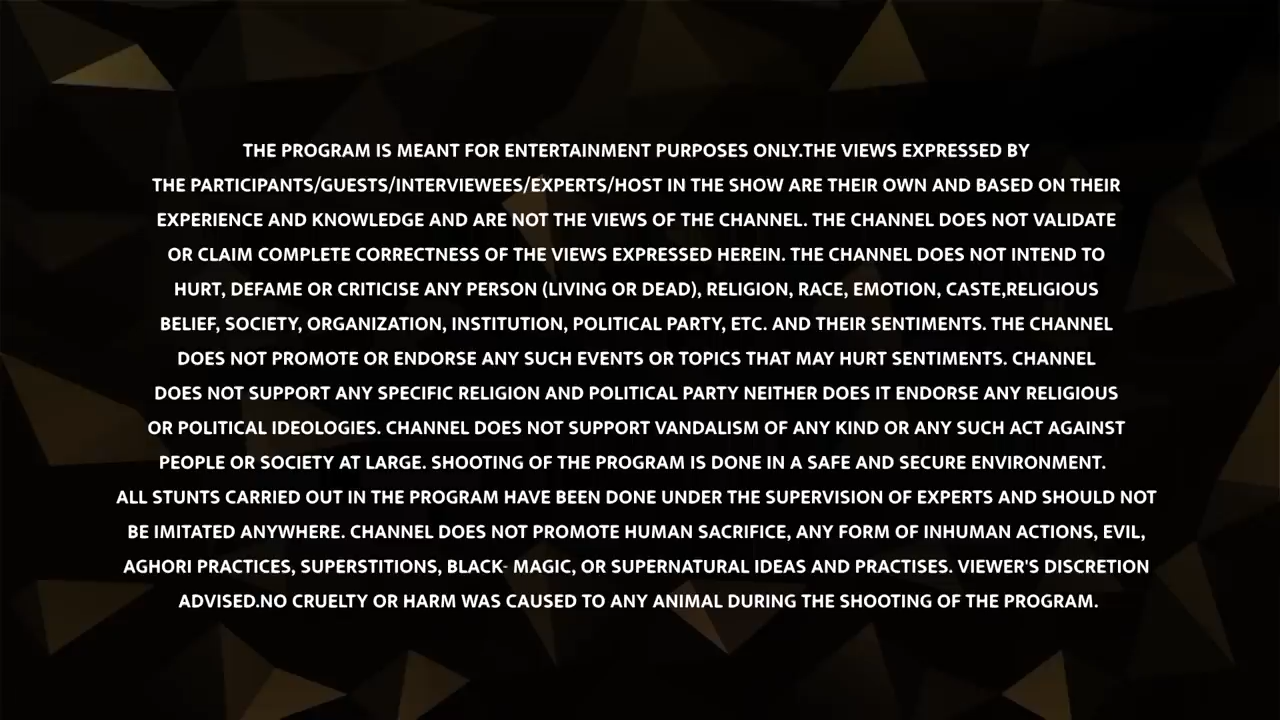 THE PROGRAM IS MEANT FOR ENTERTAINMENT PURPOSES ONLY.THE VIEWS EXPRESSED BY
THE PARTICIPANTS/GUESTS/INTERVIEWEES/EXPERTS/HOST IN THE SHOW ARE THEIR OWN AND BASED ON THEIR
EXPERIENCE AND KNOWLEDGE AND ARE NOT THE VIEWS OF THE CHANNEL. THE CHANNEL DOES NOT VALIDATE
OR CLAIM COMPLETE CORRECTNESS OF THE VIEWS EXPRESSED HEREIN. THE CHANNEL DOES NOT INTEND TO
HURT, DEFAME OR CRITICISE ANY PERSON (LIVING OR DEAD), RELIGION, RACE, EMOTION, CASTE,RELIGIOUS
BELIEF, SOCIETY, ORGANIZATION, INSTITUTION, POLITICAL PARTY, ETC. AND THEIR SENTIMENTS. THE CHANNEL
DOES NOT PROMOTE OR ENDORSE ANY SUCH EVENTS OR TOPICS THAT MAY HURT SENTIMENTS. CHANNEL
DOES NOT SUPPORT ANY SPECIFIC RELIGION AND POLITICAL PARTY NEITHER DOES IT ENDORSE ANY RELIGIOUS
OR POLITICAL IDEOLOGIES. CHANNEL DOES NOT SUPPORT VANDALISM OF ANY KIND OR ANY SUCH ACT AGAINST
PEOPLE OR SOCIETY AT LARGE. SHOOTING OF THE PROGRAM IS DONE IN A SAFE AND SECURE ENVIRONMENT.
ALL STUNTS CARRIED OUT IN THE PROGRAM HAVE BEEN DONE UNDER THE SUPERVISION OF EXPERTS AND SHOULD NOT
BE IMITATED ANYWHERE. CHANNEL DOES NOT PROMOTE HUMAN SACRIFICE, ANY FORM OF INHUMAN ACTIONS, EVIL,
AGHORI PRACTICES, SUPERSTITIONS, BLACK- MAGIC, OR SUPERNATURAL IDEAS AND PRACTISES. VIEWER'S DISCRETION
ADVISED.NO CRUELTY OR HARM WAS CAUSED TO ANY ANIMAL DURING THE SHOOTING OF THE PROGRAM.